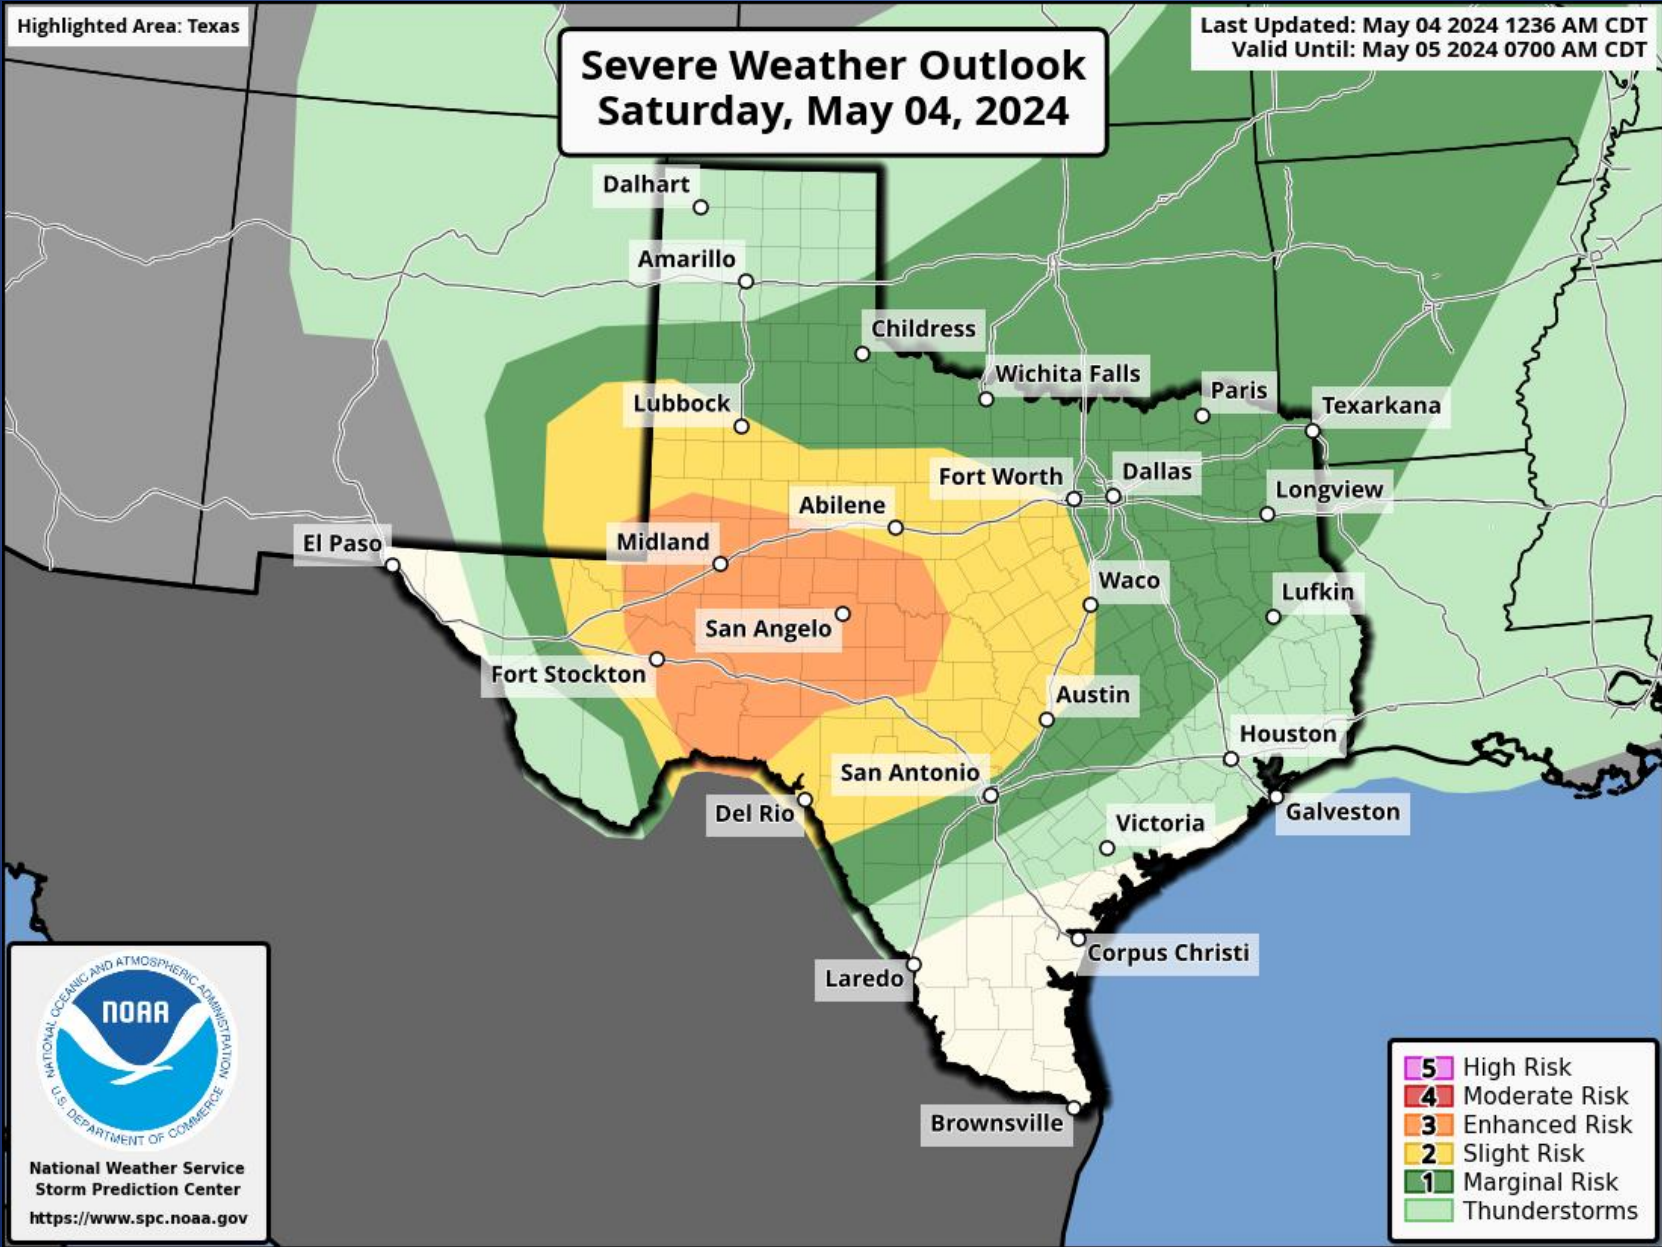 Highlighted Area: Texas
Severe Weather Outlook
Saturday, May 04, 2024
Last Updated: May 04 2024 1236 AM CDT
Valid Until: May 05 2024 0700 AM CDT
Dalhart
Amarillo
Childress
Wichita Falls
Paris
Texarkana
Lubbock
Fort Worth
Dallas
Longview
Abilene
El Paso
Midland
Waco
Lufkin
San Angelo
Fort Stockton
Austin
Houston
San Antonio
Del Rio
Galveston
Victoria
Corpus Christi
Laredo
Brownsville
NATIONAL OCEANIC AND ATMOSPHERIC ADMINISTRATION
NOAA
U.S. DEPARTMENT OF COMMERCE
National Weather Service
Storm Prediction Center
https://www.spc.noaa.gov
5 High Risk
4 Moderate Risk
3 Enhanced Risk
2 Slight Risk
1 Marginal Risk
Thunderstorms